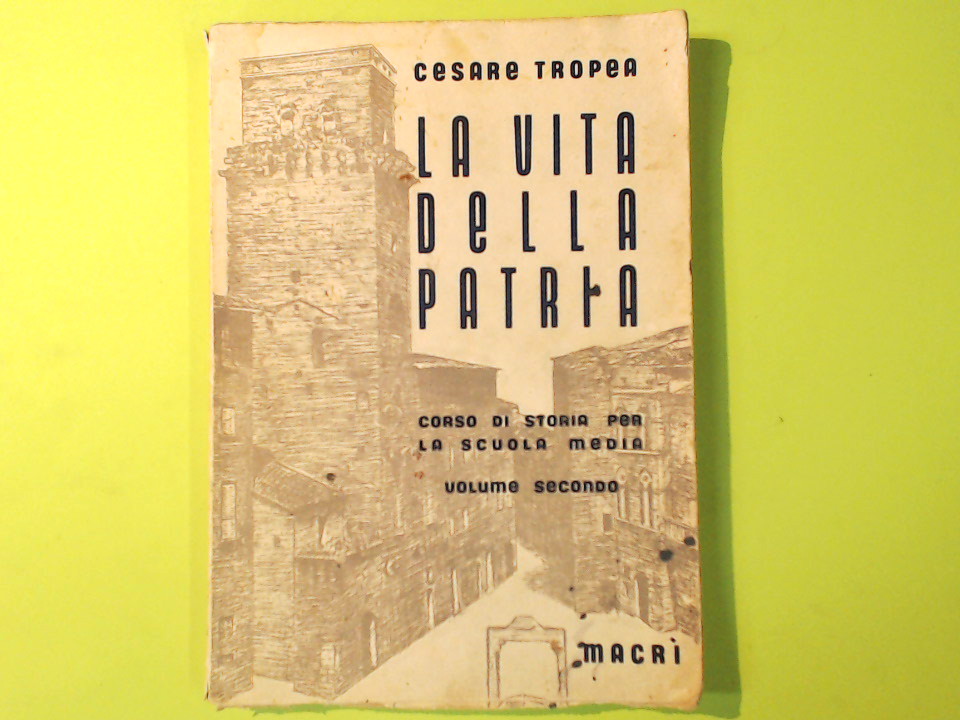 CESARE TROPEA
LA VITA
DELLA
PATRIA
CORSO DI STORIA PER
LA SCUOLA MEDIA
VOLUME SECONDO
MACRÌ